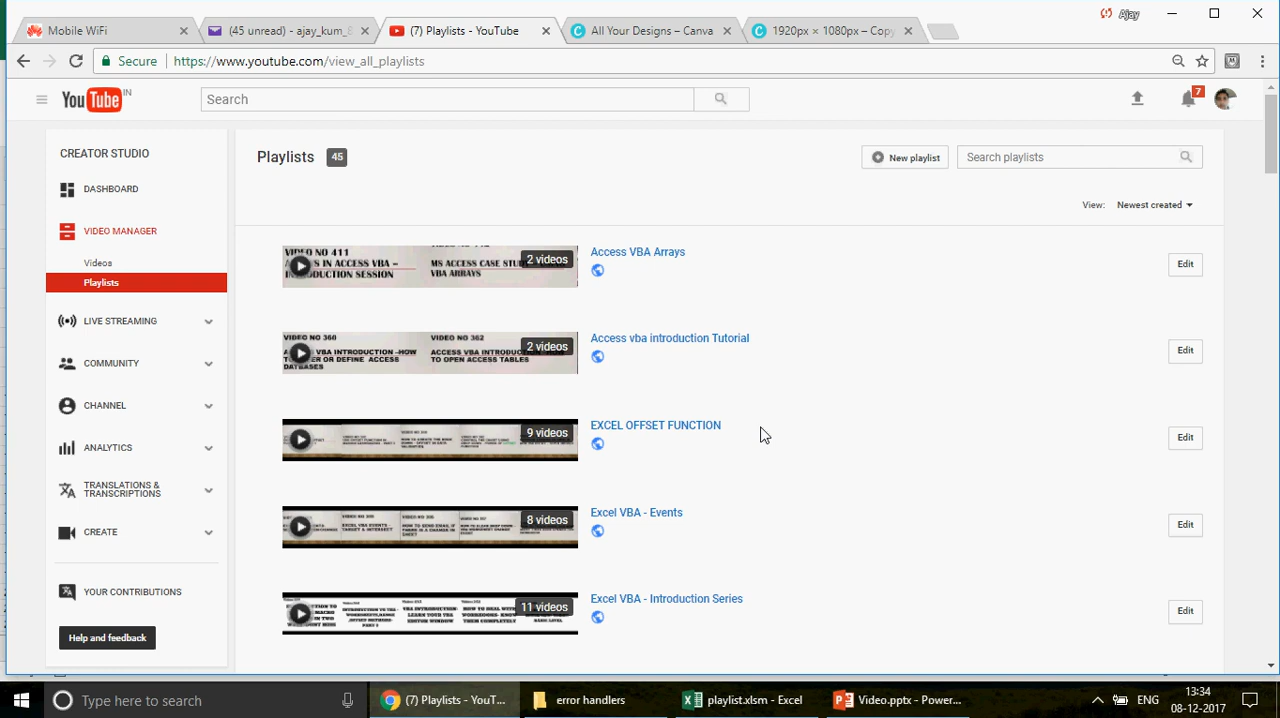 Ajay
Mobile WiFi
(45 unread) - ajay_kum_
(7) Playlists - YouTube
All Your Designs – Canva
1920px × 1080px – Cop
Secure
https://www.youtube.com/view_all_playlists
YouTube IN
Search
7
CREATOR STUDIO
DASHBOARD
VIDEO MANAGER
Videos
Playlists
LIVE STREAMING
COMMUNITY
CHANNEL
ANALYTICS
TRANSLATIONS &
TRANSCRIPTIONS
CREATE
YOUR CONTRIBUTIONS
Help and feedback
Playlists 45
New playlist
Search playlists
View: Newest created
VIDEO NO 411
2 videos
MS ACCESS CASE
VBA ARRAYS
Access VBA Arrays
Edit
VIDEO NO 360
VIDEO NO 362
2 videos
VBA INTRODUCTION -HOW
OR DEFINE ACCESS
DATBASES
TO OPEN ACCESS TABLES
Access vba introduction Tutorial
Edit
9 videos
EXCEL OFFSET FUNCTION
Edit
8 videos
Excel VBA - Events
Edit
11 videos
Excel VBA - Introduction Series
Edit
Type here to search
(7) Playlists - YouT...
error handlers
playlist.xlsm - Excel
Video.pptx - Power...
ENG
13:34
08-12-2017